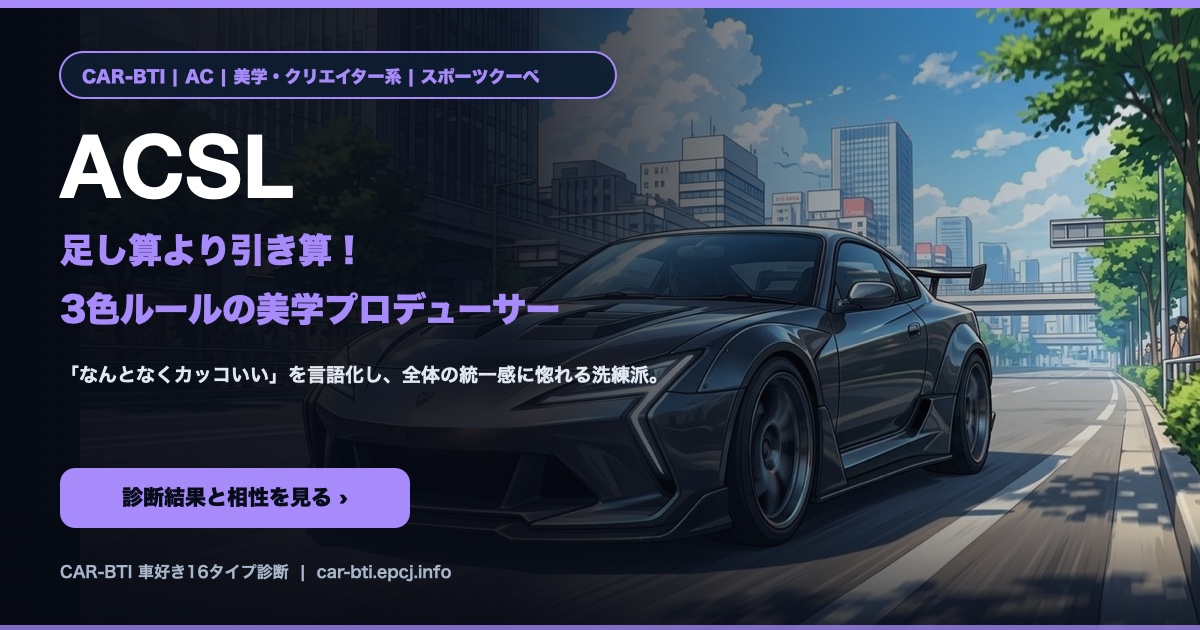 CAR-BTI | AC | 美学・クリエイター系 | スポーツクーペ
ACSL
足し算より引き算！
3色ルールの美学プロデューサー
「なんとなくカッコいい」を言語化し、全体の統一感に惚れる洗練派。
診断結果と相性を見る ›
CAR-BTI 車好き16タイプ診断 | car-bti.epcj.info